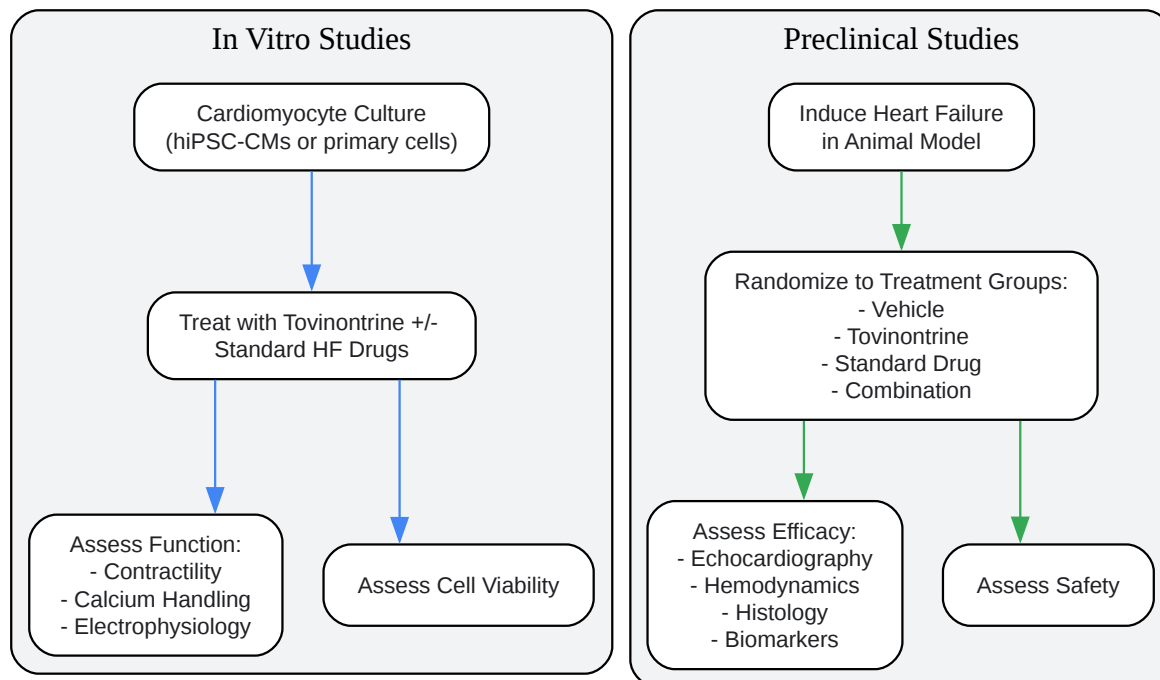 In Vitro Studies
Cardiomyocyte Culture
(hiPSC-CMs or primary cells)
Treat with Tovinontrine +/-
Standard HF Drugs
Assess Function:
- Contractility
- Calcium Handling
- Electrophysiology
Assess Cell Viability
Preclinical Studies
Induce Heart Failure
in Animal Model
Randomize to Treatment Groups:
- Vehicle
- Tovinontrine
- Standard Drug
- Combination
Assess Efficacy:
- Echocardiography
- Hemodynamics
- Histology
- Biomarkers
Assess Safety